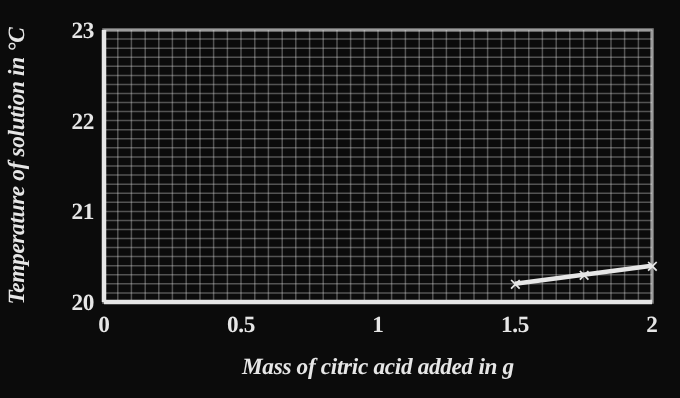 Temperature of solution in °C
23
22
21
20
0 0.5 1 1.5 2
Mass of citric acid added in g